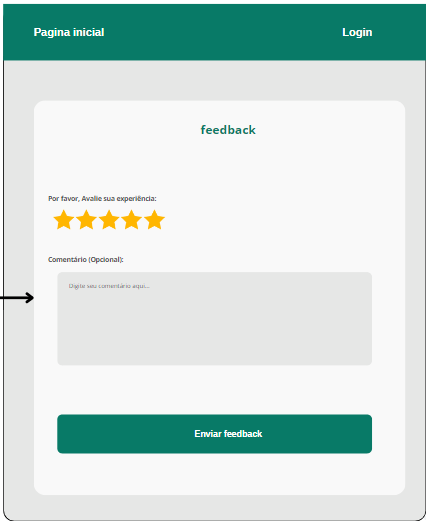 Pagina inicial
Login
feedback
Por favor, Avalie sua experiência:
Comentário (Opcional):
Digite seu comentário aqui...
Enviar feedback